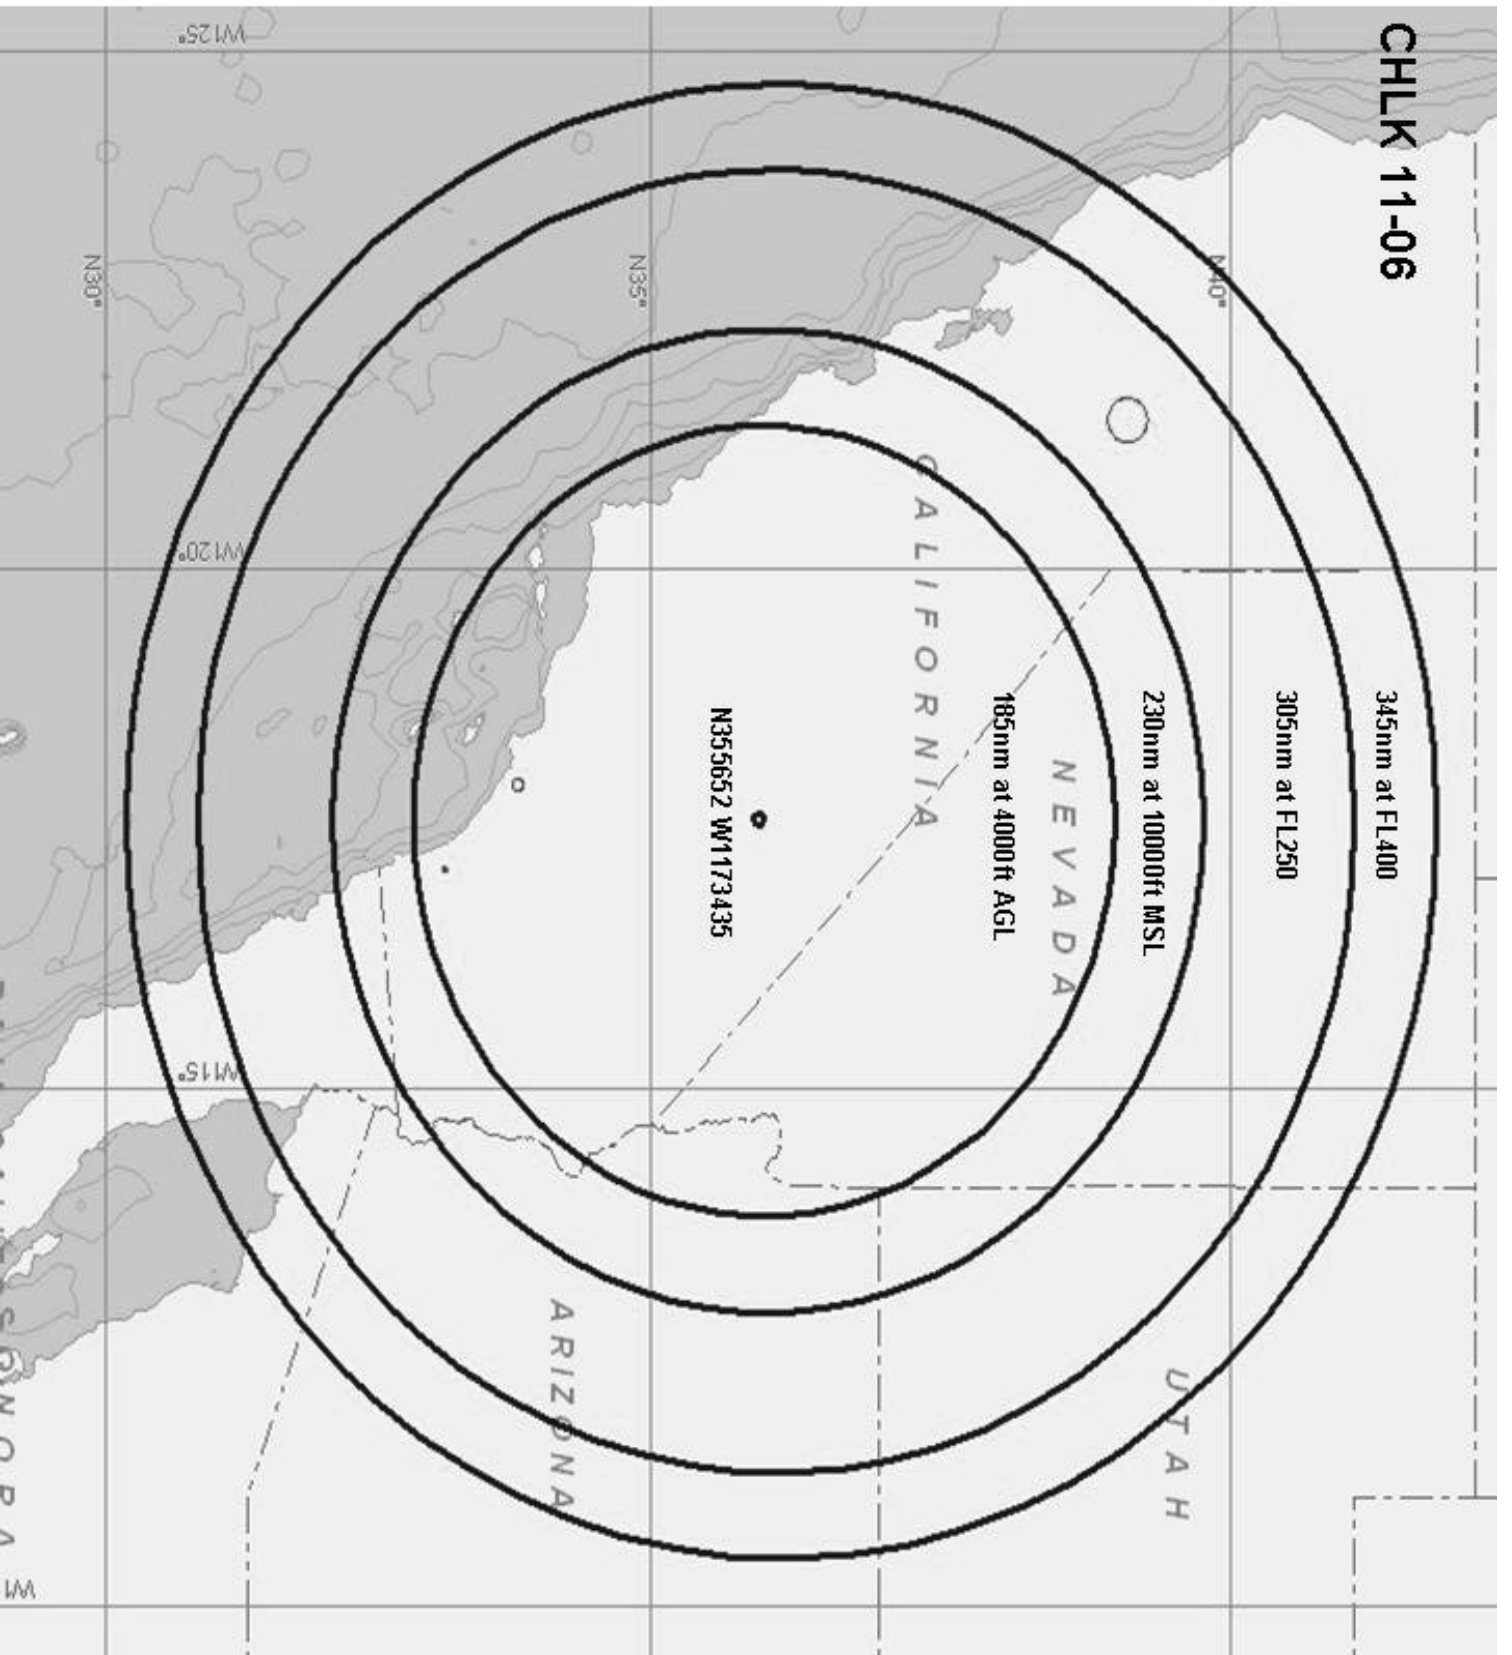 CHLK 11-06
345nm at FL400
305nm at FL250
230nm at 10000ft MSL
185nm at 4000ft AGL
N355652 W1173435
NEVADA
CALIFORNIA
UTAH
ARIZONA
N40°
N35°
N30°
W125°
W120°
W115°
SONORA